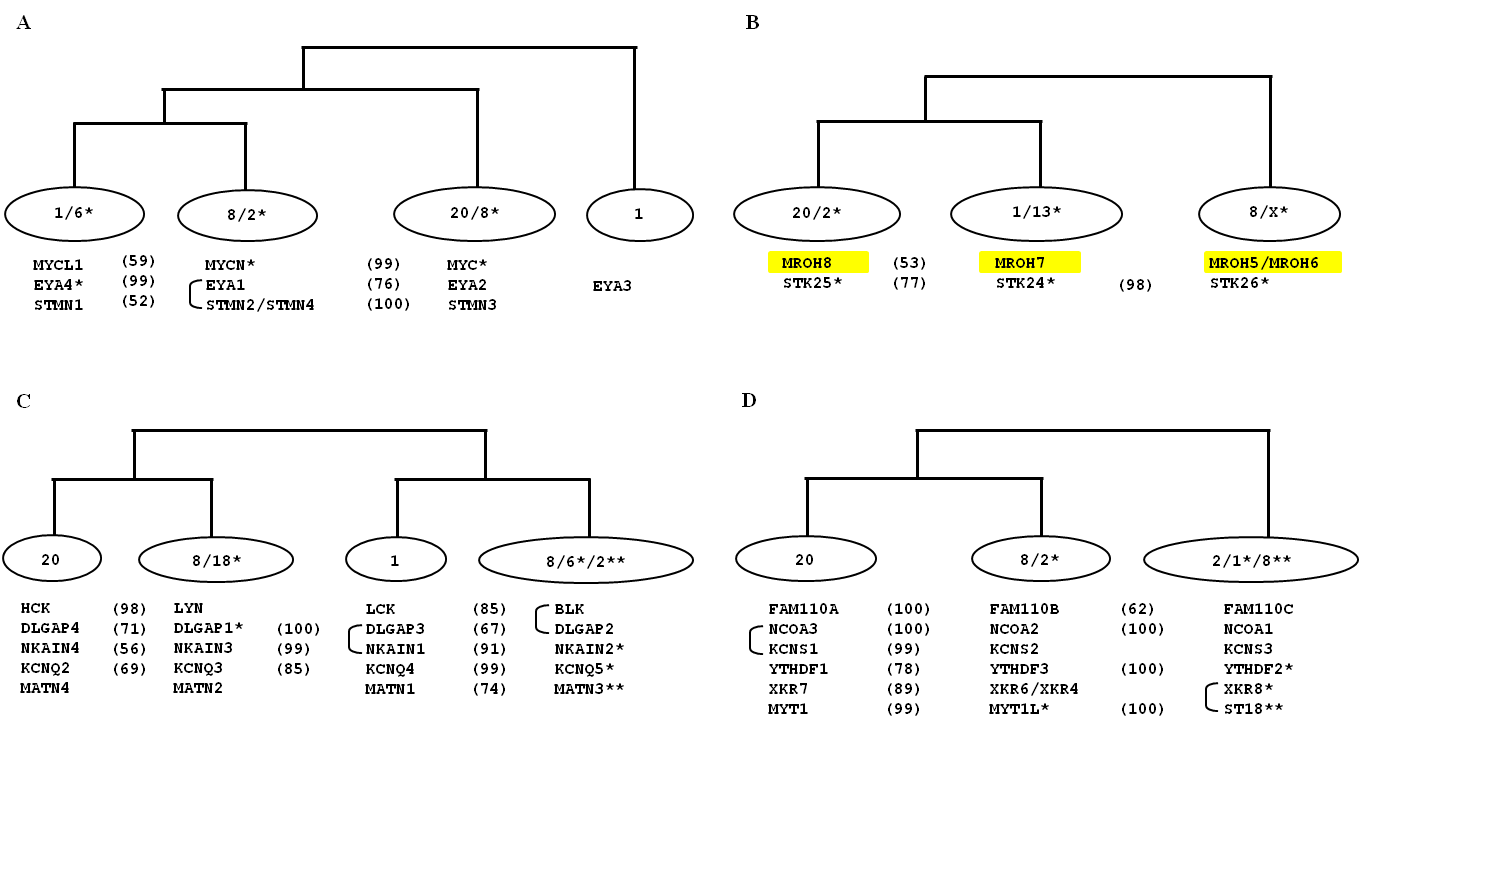 A
1/6* 8/2* 20/8* 1
MYCL1 (59) MYCN* (99) MYC*
EYA4* (99) EYA1 (76) EYA2 EYA3
STMN1 (52) STMN2/STMN4 (100) STMN3
B
20/2* 1/13* 8/X*
MROH8 (53) MROH7 MROH5/MROH6
STK25* (77) STK24* (98) STK26*
C
20 8/18* 1 8/6*/2**
HCK (98) LYN LCK (85) BLK
DLGAP4 (71) DLGAP1* (100) DLGAP3 (67) DLGAP2
NKAIN4 (56) NKAIN3 (99) NKAIN1 (91) NKAIN2*
KCNQ2 (69) KCNQ3 (85) KCNQ4 (99) KCNQ5*
MATN4 MATN2 MATN1 (74) MATN3**
D
20 8/2* 2/1*/8**
FAM110A (100) FAM110B (62) FAM110C
NCOA3 (100) NCOA2 (100) NCOA1
KCNS1 (99) KCNS2 KCNS3
YTHDF1 (78) YTHDF3 (100) YTHDF2*
XKR7 (89) XKR6/XKR4 XKR8*
MYT1 (99) MYT1L* (100) ST18**